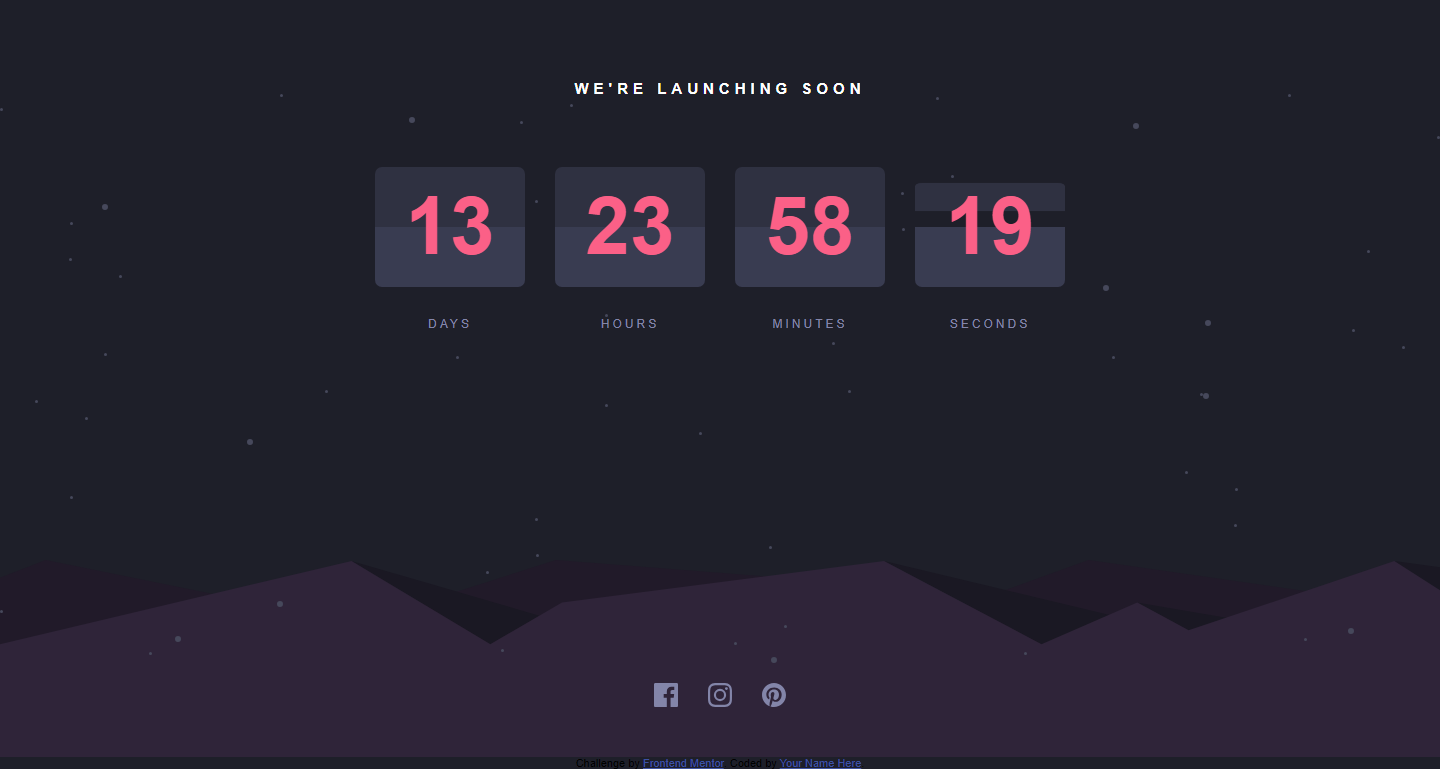 WE'RE LAUNCHING SOON
13 23 58 19
DAYS HOURS MINUTES SECONDS
Challenge by Frontend Mentor. Coded by Your Name Here